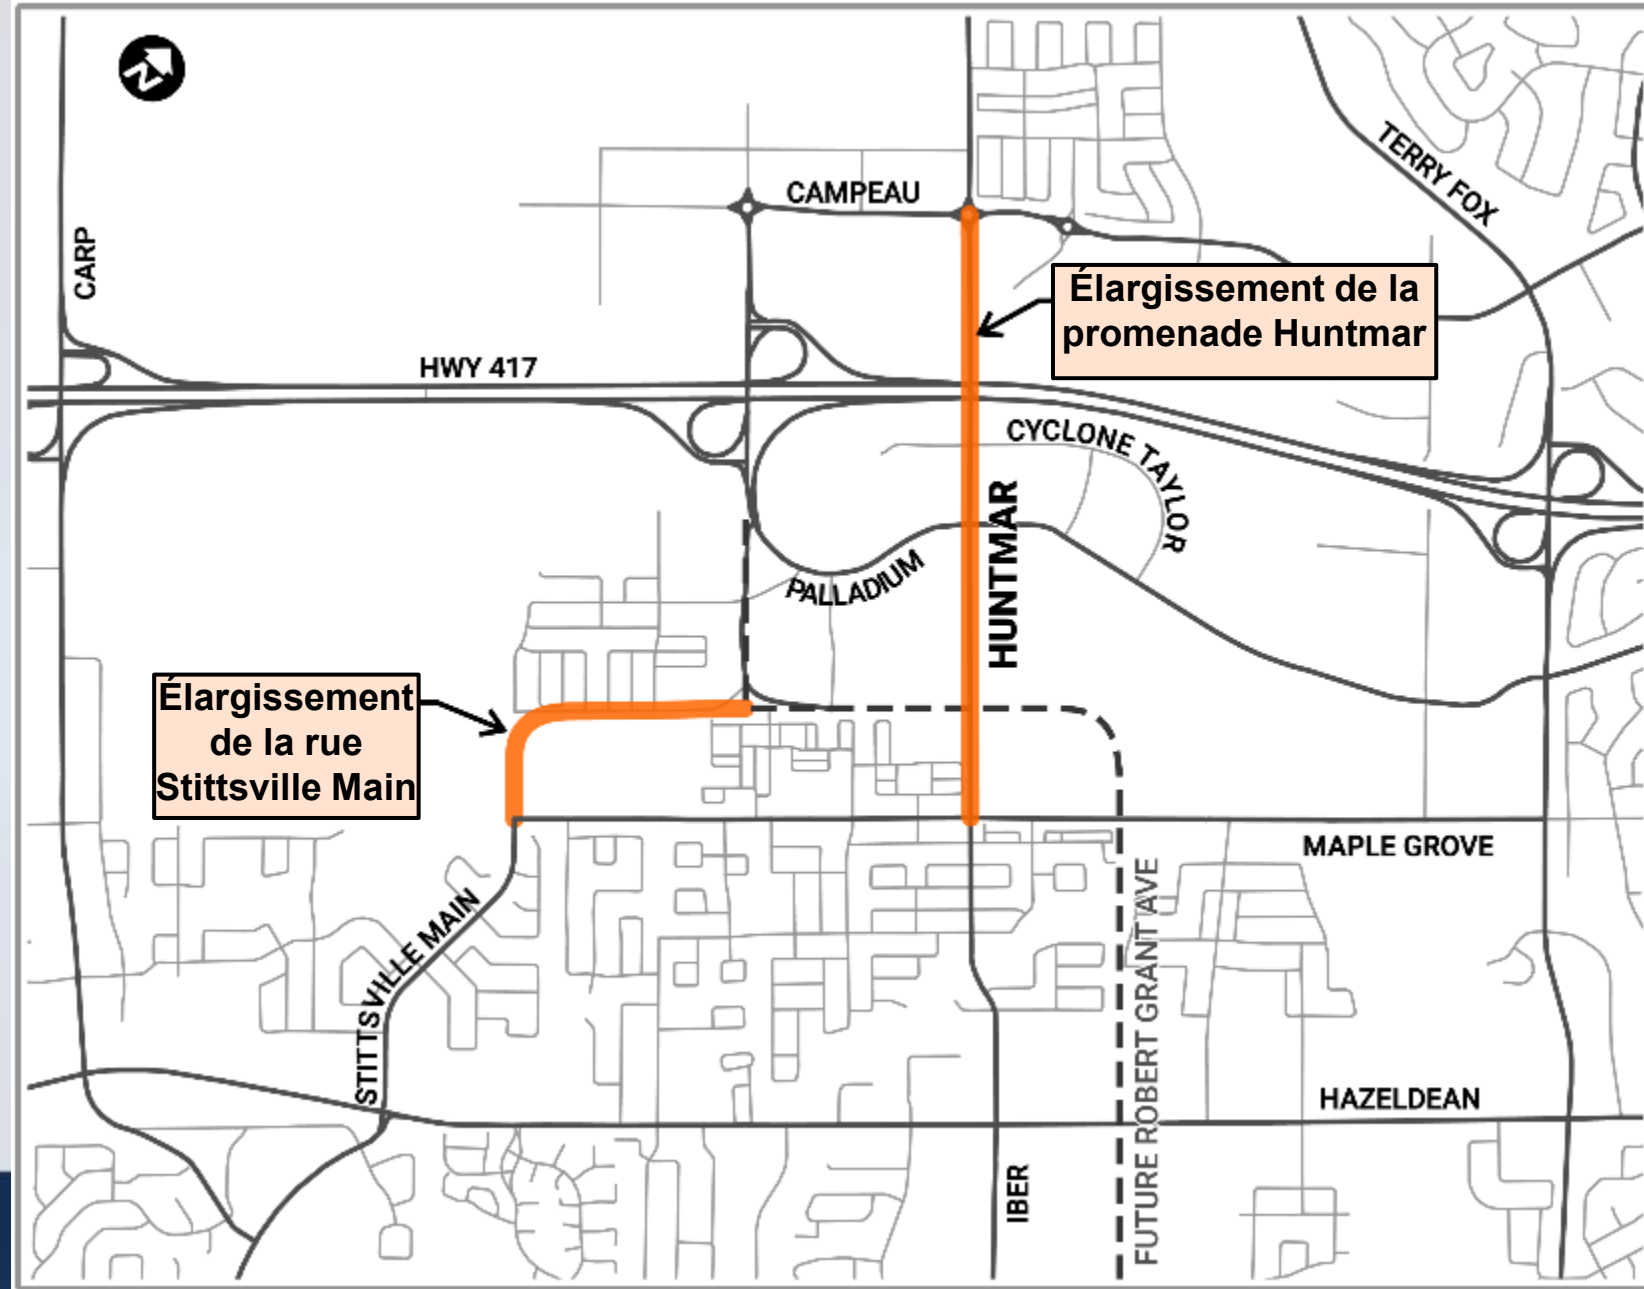 N
CAMPEAU
TERRY FOX
CARP
Élargissement de la
promenade Huntmar
HWY 417
CYCLONE TAYLOR
HUNTMAR
PALLADIUM
Élargissement
de la rue
Stittsville Main
MAPLE GROVE
STITTSVILLE MAIN
FUTURE ROBERT GRANT AVE
HAZELDEAN
IBER